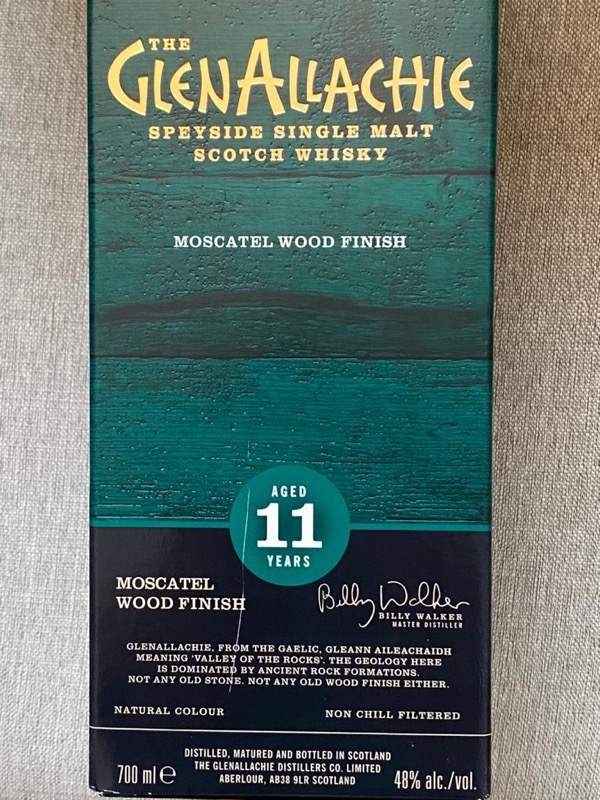 THE
GLENALLACHIE
SPEYSIDE SINGLE MALT
SCOTCH WHISKY
MOSCATEL WOOD FINISH
AGED
11
YEARS
MOSCATEL
WOOD FINISH
Billy Walker
BILLY WALKER
MASTER DISTILLER
GLENALLACHIE, FROM THE GAELIC, GLEANN AILEACHAIDH
MEANING 'VALLEY OF THE ROCKS'. THE GEOLOGY HERE
IS DOMINATED BY ANCIENT ROCK FORMATIONS.
NOT ANY OLD STONE. NOT ANY OLD WOOD FINISH EITHER.
NATURAL COLOUR
NON CHILL FILTERED
DISTILLED, MATURED AND BOTTLED IN SCOTLAND
THE GLENALLACHIE DISTILLERS CO. LIMITED
ABERLOUR, AB38 9LR SCOTLAND
700 ml e
48% alc./vol.